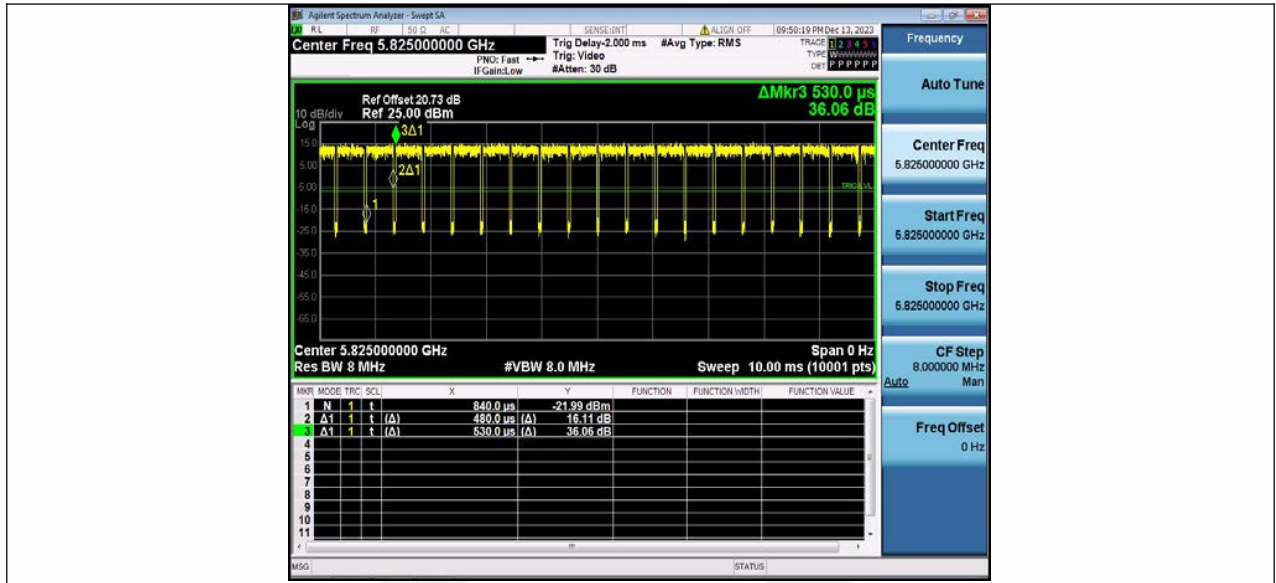 Agilent Spectrum Analyzer - Swept SA
RL RF 50 Ω AC SENSE:INT ALIGN OFF 09:50:19 PM Dec 13, 2023
Center Freq 5.825000000 GHz
PNO: Fast
IFGain:Low
Trig Delay-2.000 ms
Trig: Video
#Atten: 30 dB
#Avg Type: RMS
TRACE 1 2 3 4 5 6
TYPE W
DET P P P P P P
ΔMkr3 530.0 µs
36.06 dB
Ref Offset 20.73 dB
10 dB/div Ref 25.00 dBm
Log
15.0
5.00
-5.00
-15.0
-25.0
-35.0
-45.0
-55.0
-65.0
3Δ1
2Δ1
1
TRIG LVL
Center 5.825000000 GHz Span 0 Hz
Res BW 8 MHz #VBW 8.0 MHz Sweep 10.00 ms (10001 pts)
MKR MODE TRC SCL X Y FUNCTION FUNCTION WIDTH FUNCTION VALUE
1 N 1 t 840.0 µs -21.99 dBm
2 Δ1 1 t (Δ) 480.0 µs (Δ) 16.11 dB
3 Δ1 1 t (Δ) 530.0 µs (Δ) 36.06 dB
4
5
6
7
8
9
10
11
MSG STATUS
Frequency
Auto Tune
Center Freq
5.825000000 GHz
Start Freq
5.825000000 GHz
Stop Freq
5.825000000 GHz
CF Step
8.000000 MHz
Auto Man
Freq Offset
0 Hz